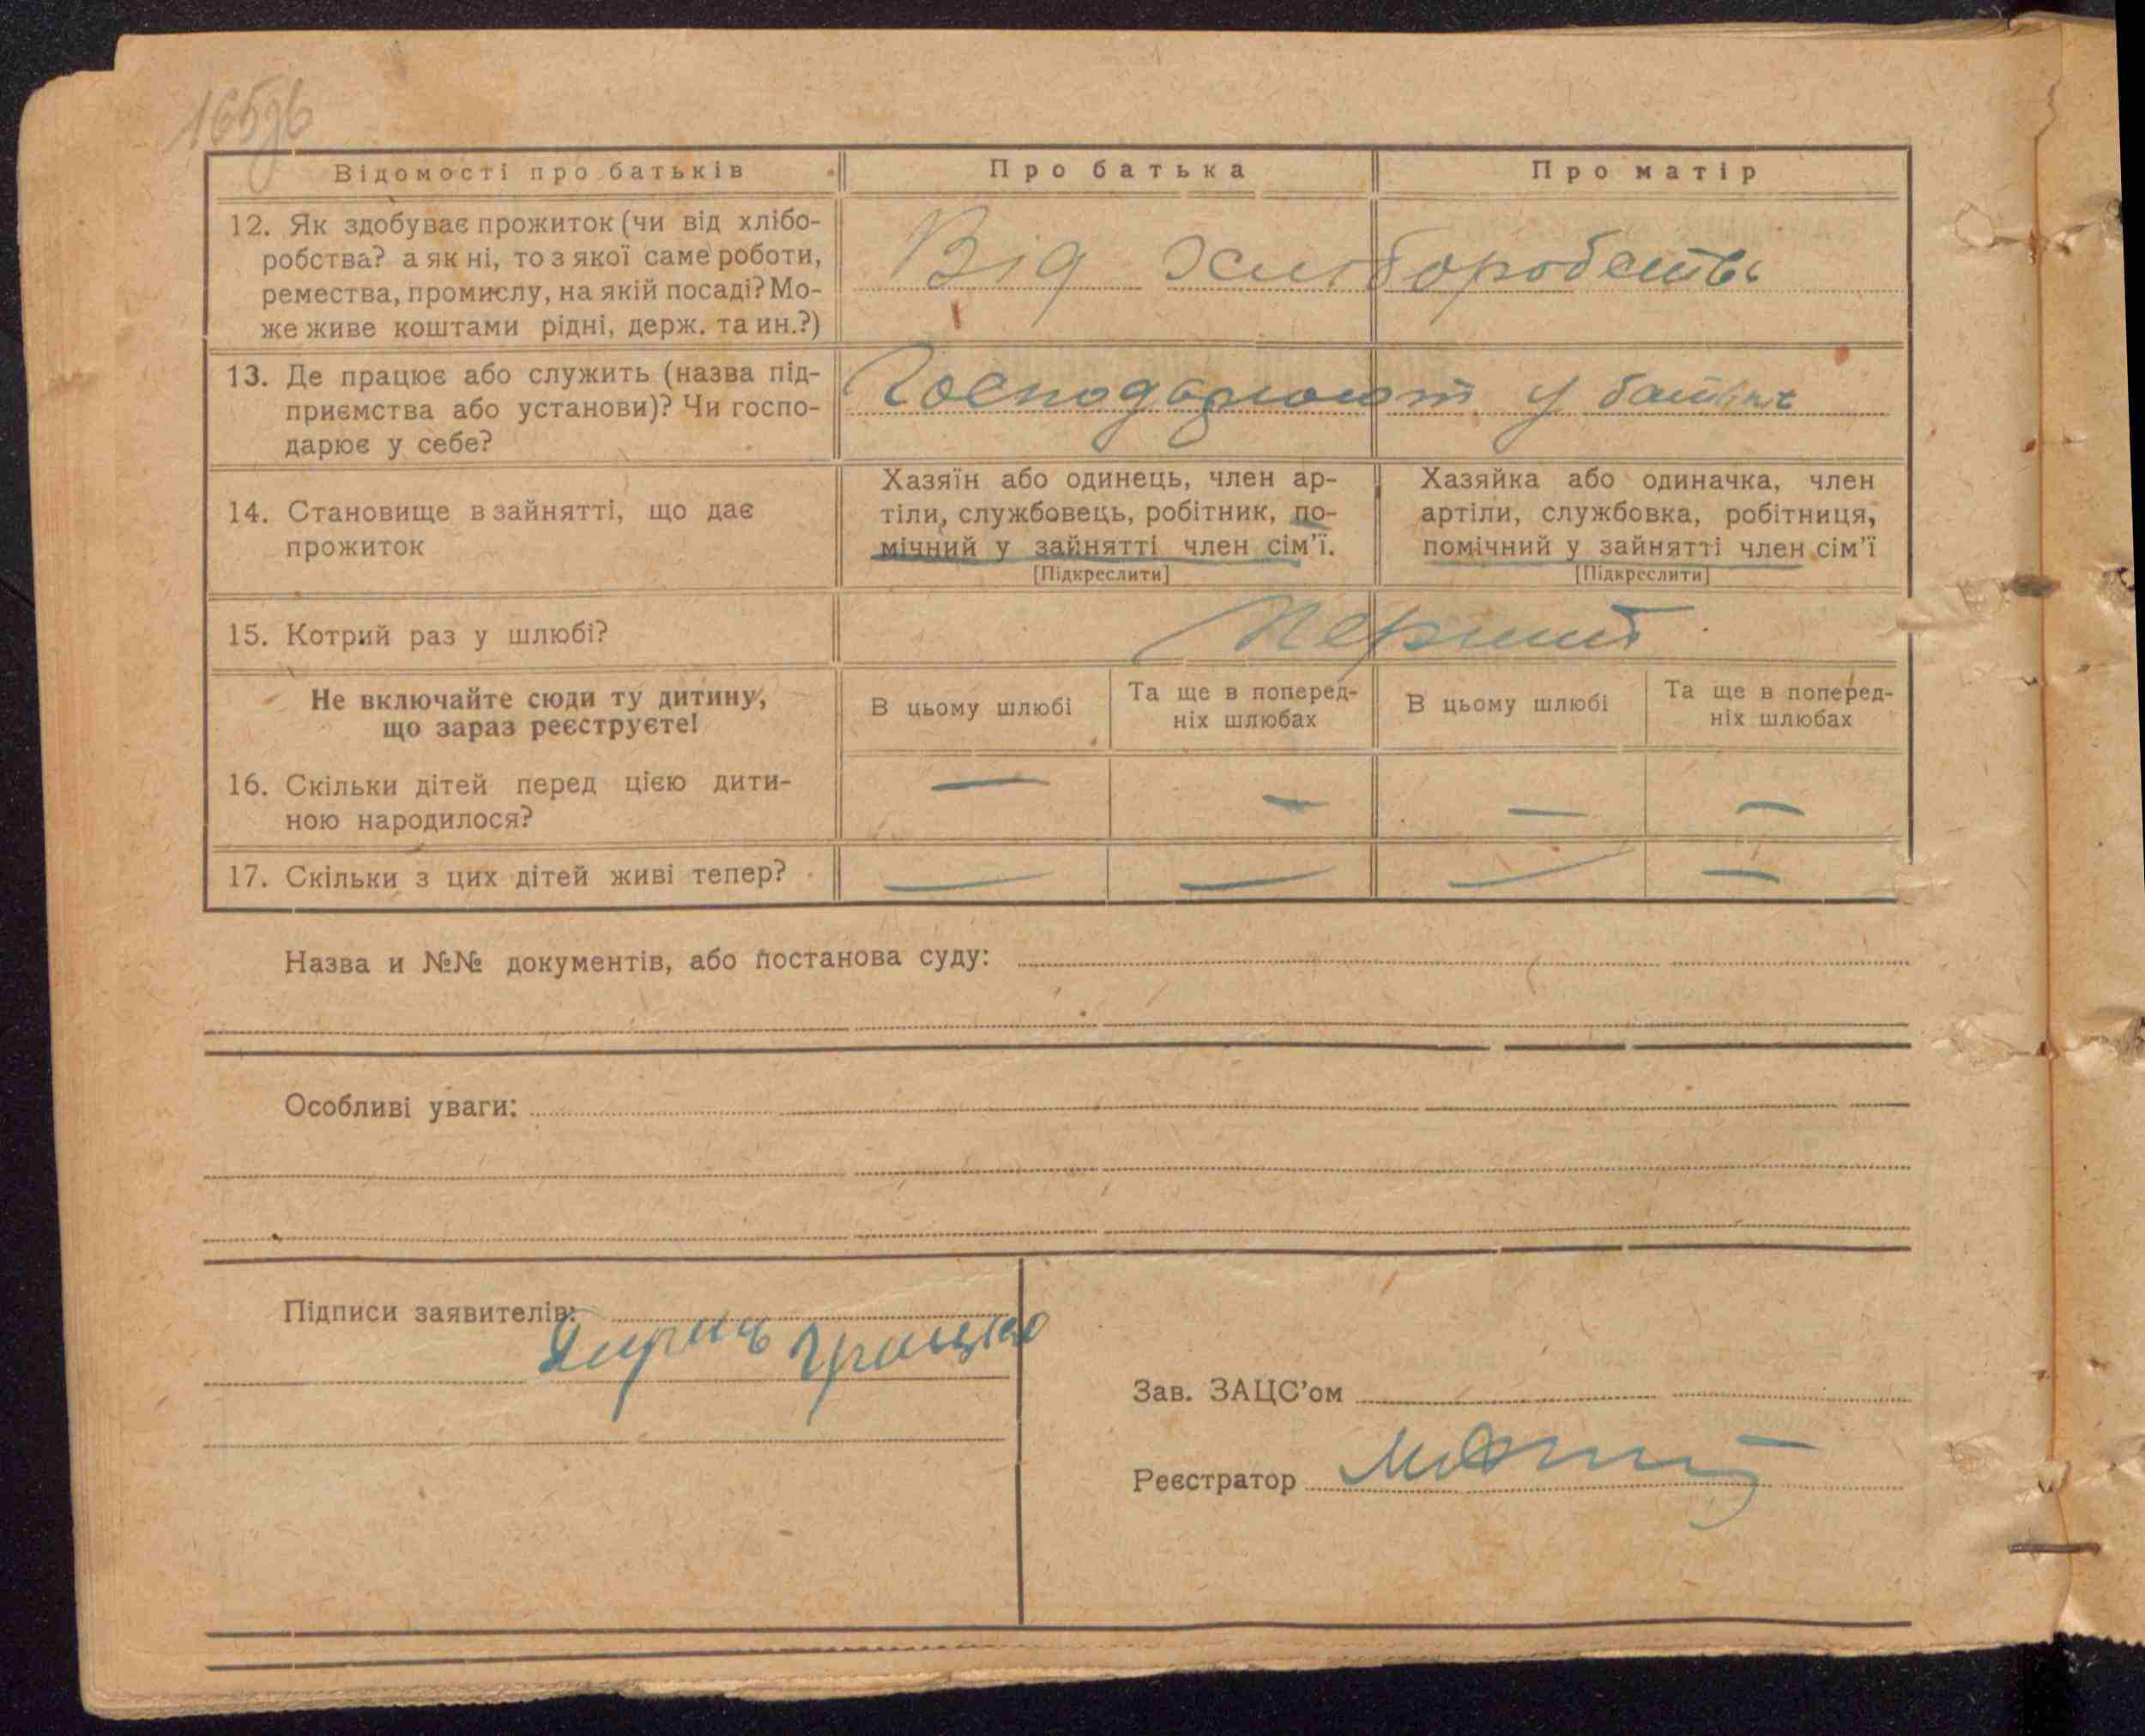 Відомості про батьків
Про батька
Про матір
12. Як здобуває прожиток (чи від хлібо-
робства? а як ні, то з якої саме роботи,
ремества, промислу, на якій посаді? Мо-
же живе коштами рідні, держ. та ин.?)
Від хліборобства
13. Де працює або служить (назва під-
приємства або установи)? Чи госпо-
дарює у себе?
Господарюют у
14. Становище в зайнятті, що дає
прожиток
Хазяїн або одинець, член ар-
тіли, службовець, робітник, по-
мічний у зайнятті член сім'ї.
[Підкреслити]
Хазяйка або одиначка, член
артіли, службовка, робітниця,
помічний у зайнятті член сім'ї
[Підкреслити]
15. Котрий раз у шлюбі?
Перший
Не включайте сюди ту дитину,
що зараз реєструєте!
В цьому шлюбі
Та ще в поперед-
ніх шлюбах
В цьому шлюбі
Та ще в поперед-
ніх шлюбах
16. Скільки дітей перед цією дити-
ною народилося?
— — — —
17. Скільки з цих дітей живі тепер?
— — — —
Назва и №№ документів, або постанова суду:
Особливі уваги:
Підписи заявителів:
Зав. ЗАЦС'ом
Реєстратор